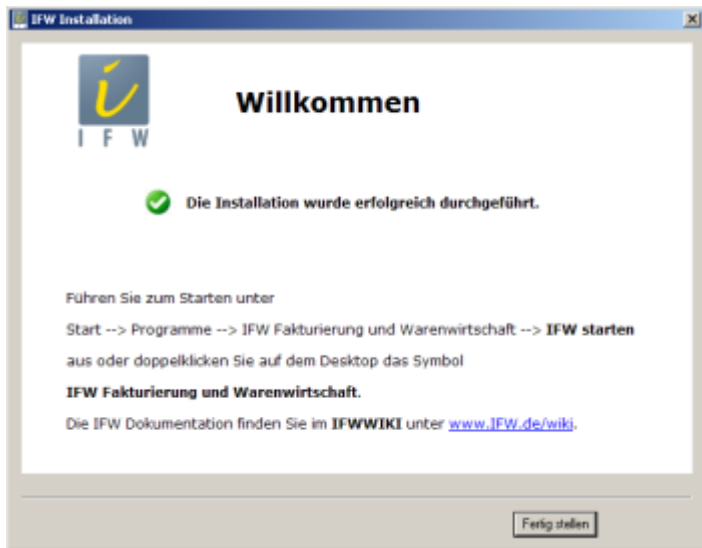 IFW Installation
IFW
Willkommen
Die Installation wurde erfolgreich durchgeführt.
Führen Sie zum Starten unter
Start --> Programme --> IFW Fakturierung und Warenwirtschaft --> IFW starten
aus oder doppelklicken Sie auf dem Desktop das Symbol
IFW Fakturierung und Warenwirtschaft.
Die IFW Dokumentation finden Sie im IFWWIKI unter www.IFW.de/wiki.
Fertig stellen